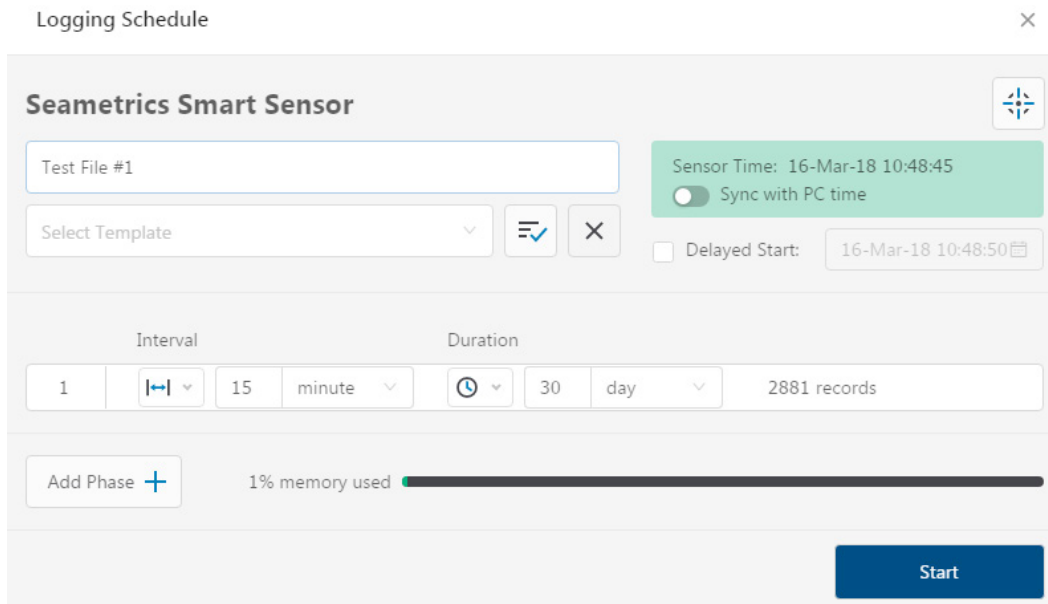 Logging Schedule
Seametrics Smart Sensor
Test File #1
Sensor Time: 16-Mar-18 10:48:45
Sync with PC time
Select Template
Delayed Start: 16-Mar-18 10:48:50
Interval Duration
1 15 minute 30 day 2881 records
Add Phase 1% memory used
Start